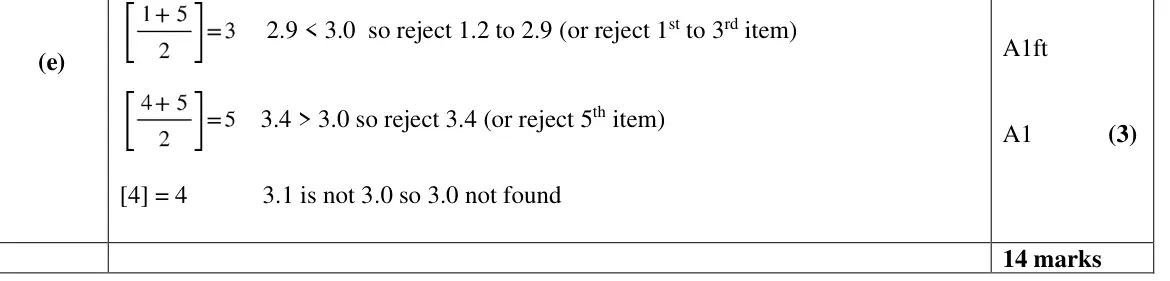 [1 + 5 / 2] = 3 2.9 < 3.0 so reject 1.2 to 2.9 (or reject 1st to 3rd item)
(e) A1ft
[4 + 5 / 2] = 5 3.4 > 3.0 so reject 3.4 (or reject 5th item)
A1 (3)
[4] = 4 3.1 is not 3.0 so 3.0 not found
14 marks